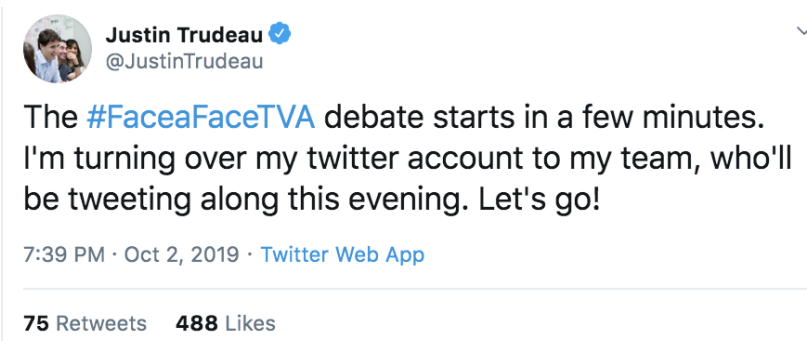 Justin Trudeau
@JustinTrudeau
The #FaceaFaceTVA debate starts in a few minutes.
I'm turning over my twitter account to my team, who'll
be tweeting along this evening. Let's go!
7:39 PM · Oct 2, 2019 · Twitter Web App
75 Retweets 488 Likes